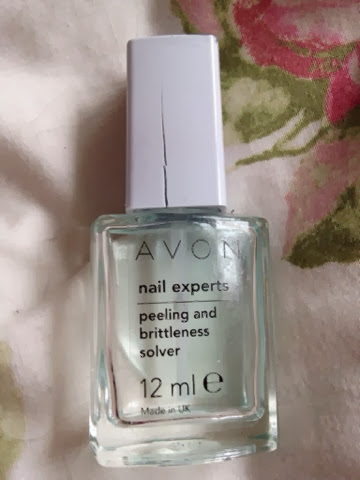 AVON
nail experts
peeling and
brittleness
solver
12 ml ℮
Made in UK